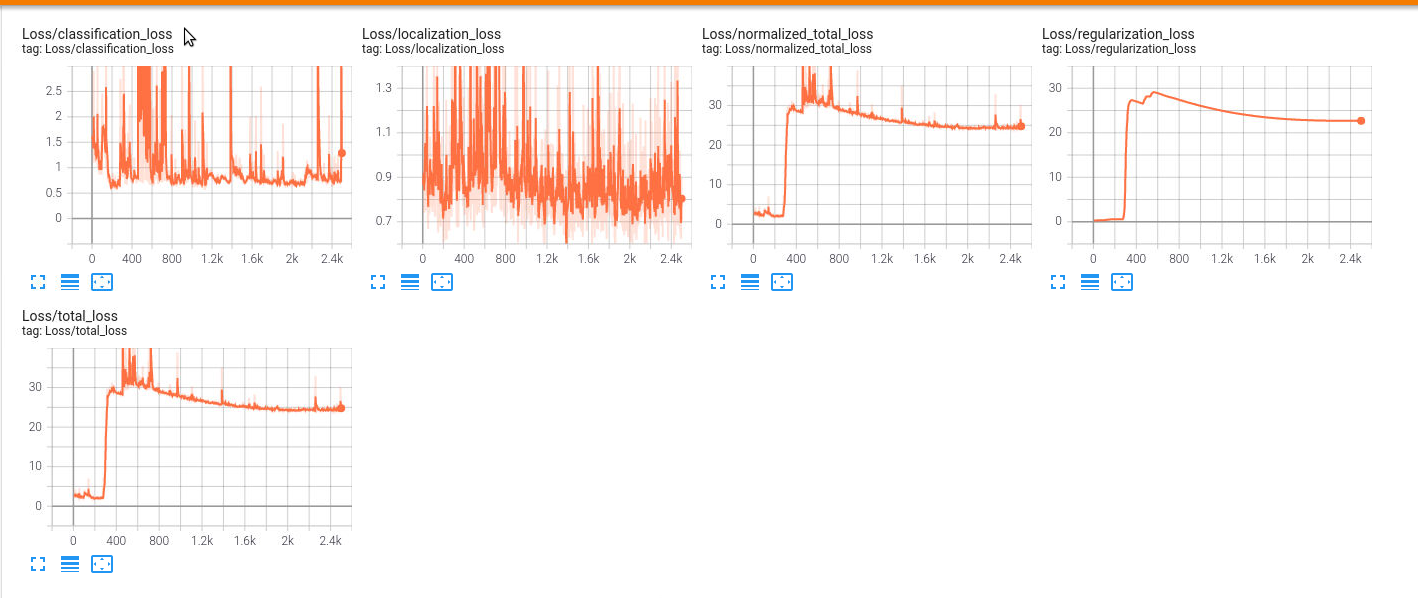 Loss/classification_loss
tag: Loss/classification_loss
2.5
2
1.5
1
0.5
0
0 400 800 1.2k 1.6k 2k 2.4k
Loss/localization_loss
tag: Loss/localization_loss
1.3
1.1
0.9
0.7
0 400 800 1.2k 1.6k 2k 2.4k
Loss/normalized_total_loss
tag: Loss/normalized_total_loss
30
20
10
0
0 400 800 1.2k 1.6k 2k 2.4k
Loss/regularization_loss
tag: Loss/regularization_loss
30
20
10
0
0 400 800 1.2k 1.6k 2k 2.4k
Loss/total_loss
tag: Loss/total_loss
30
20
10
0
0 400 800 1.2k 1.6k 2k 2.4k